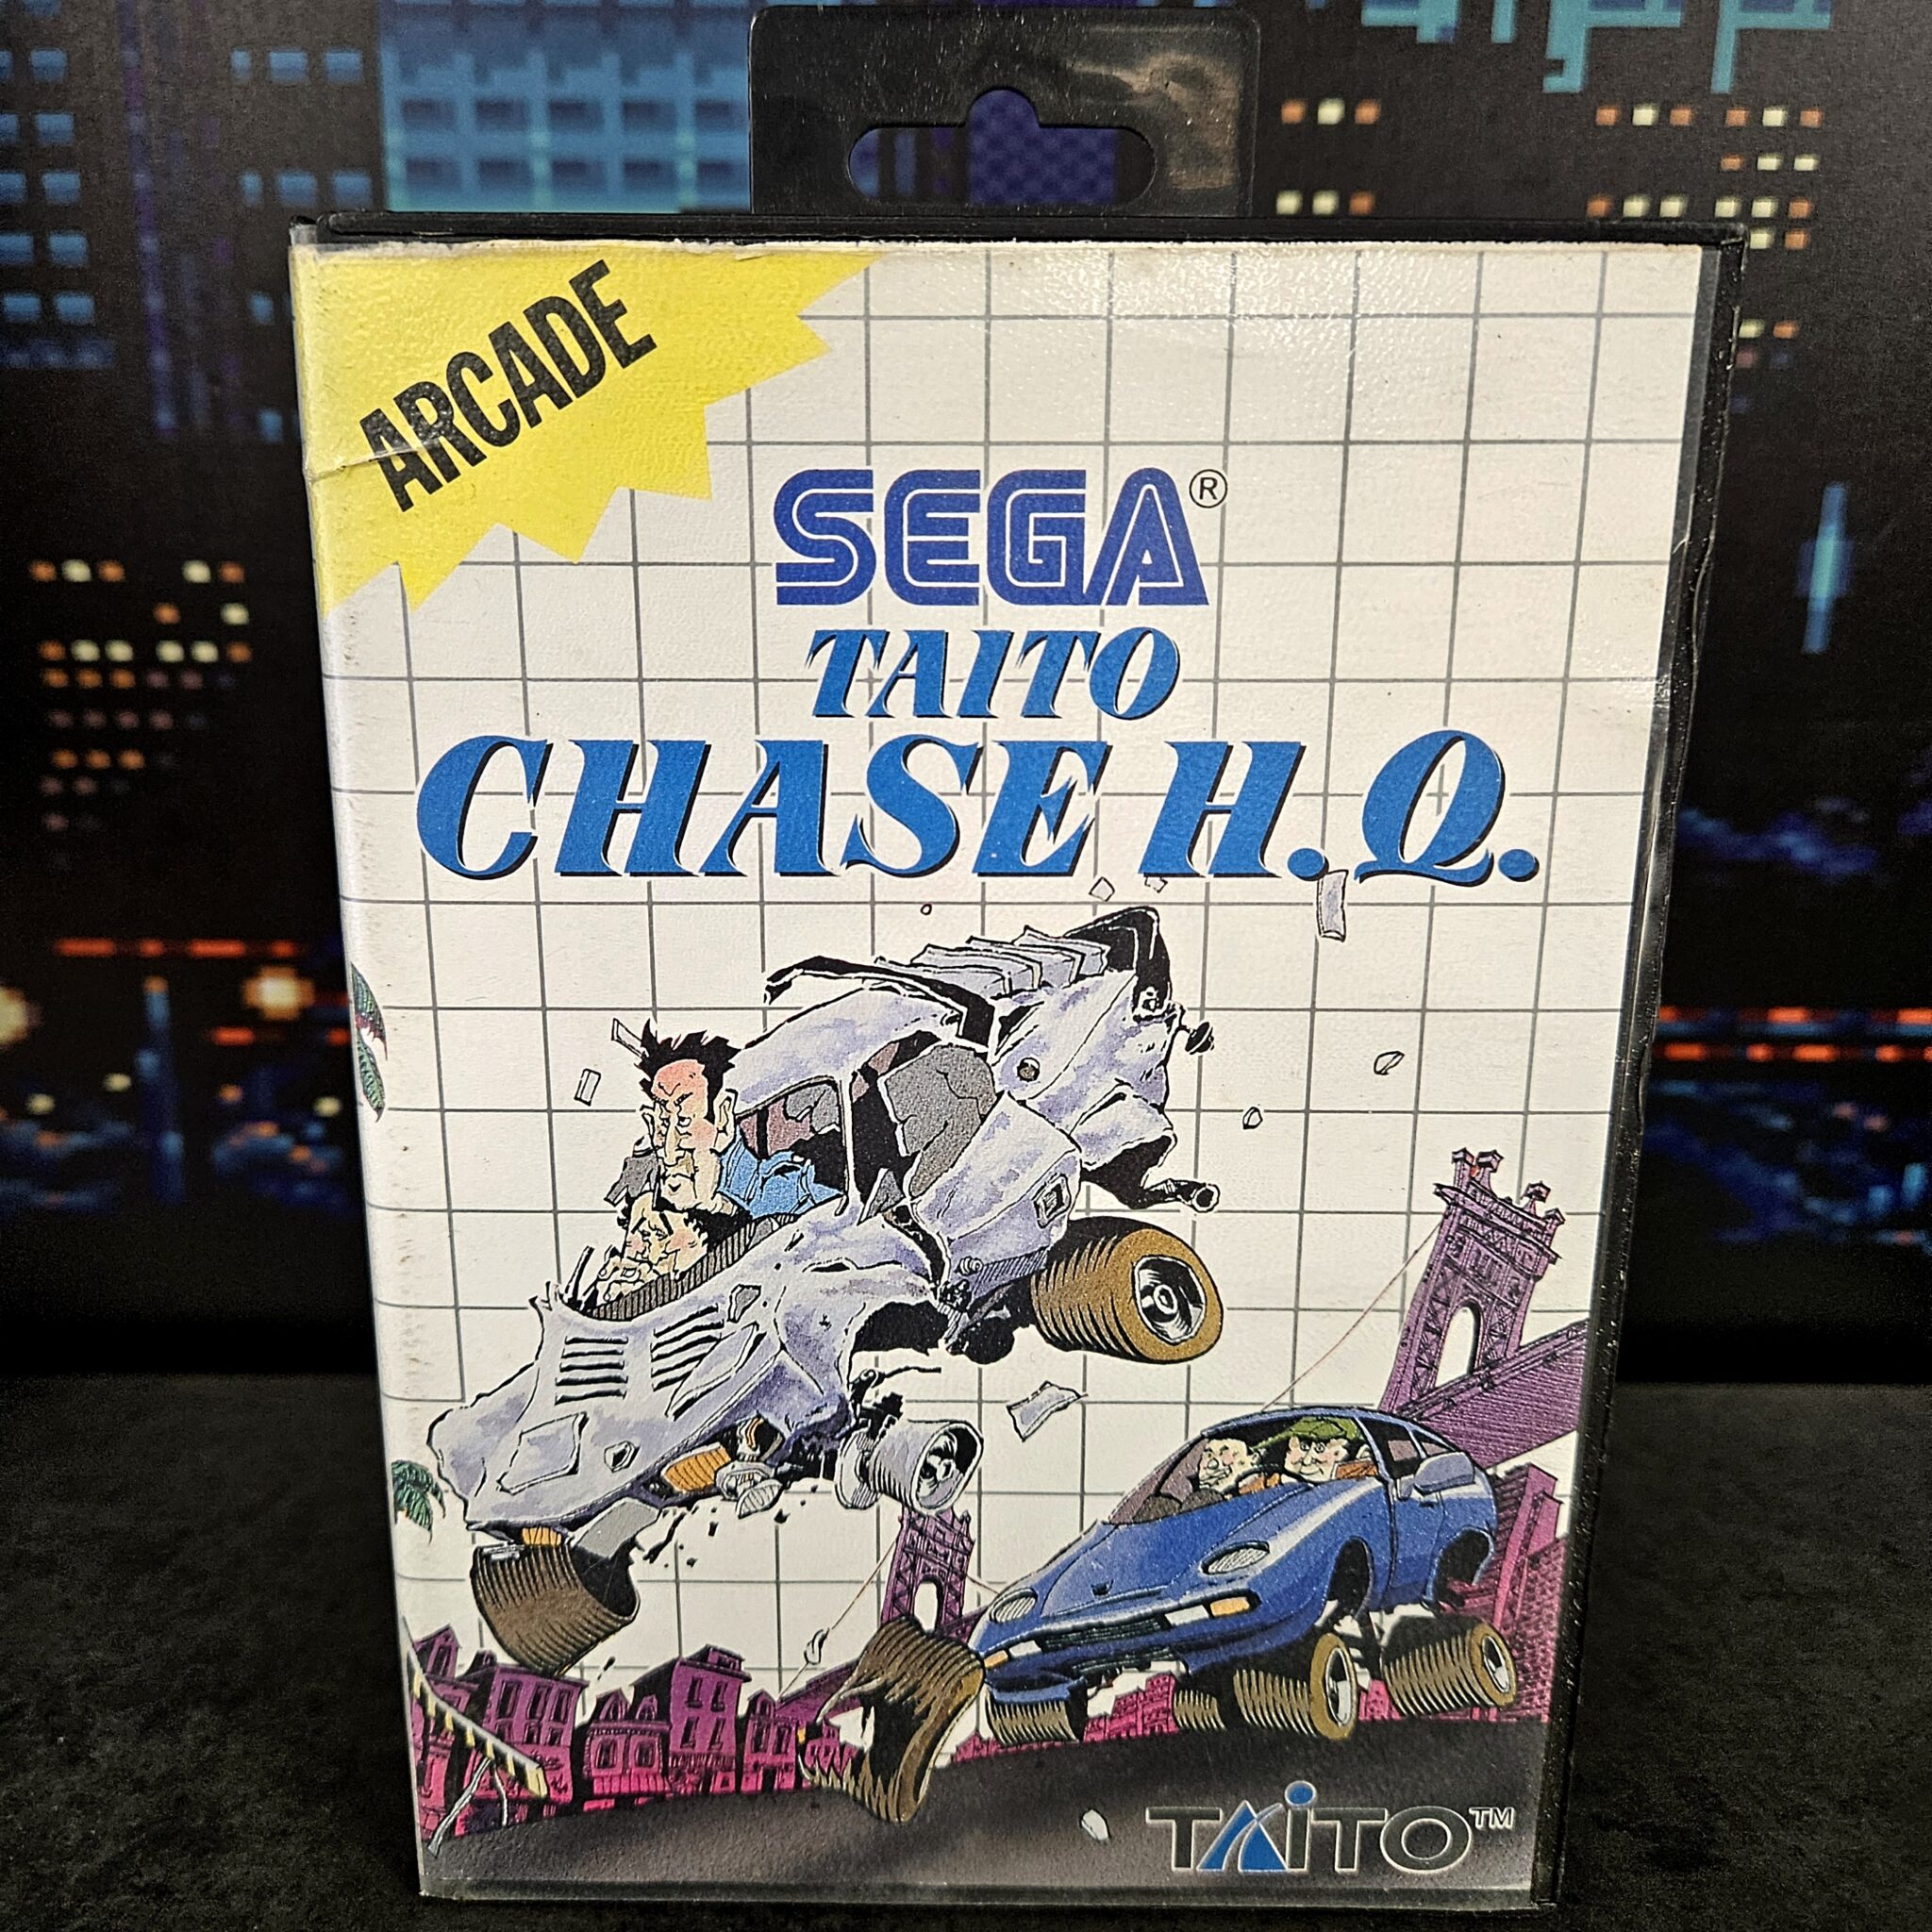 ARCADE
SEGA®
TAITO
CHASE H.Q.
TAITO™